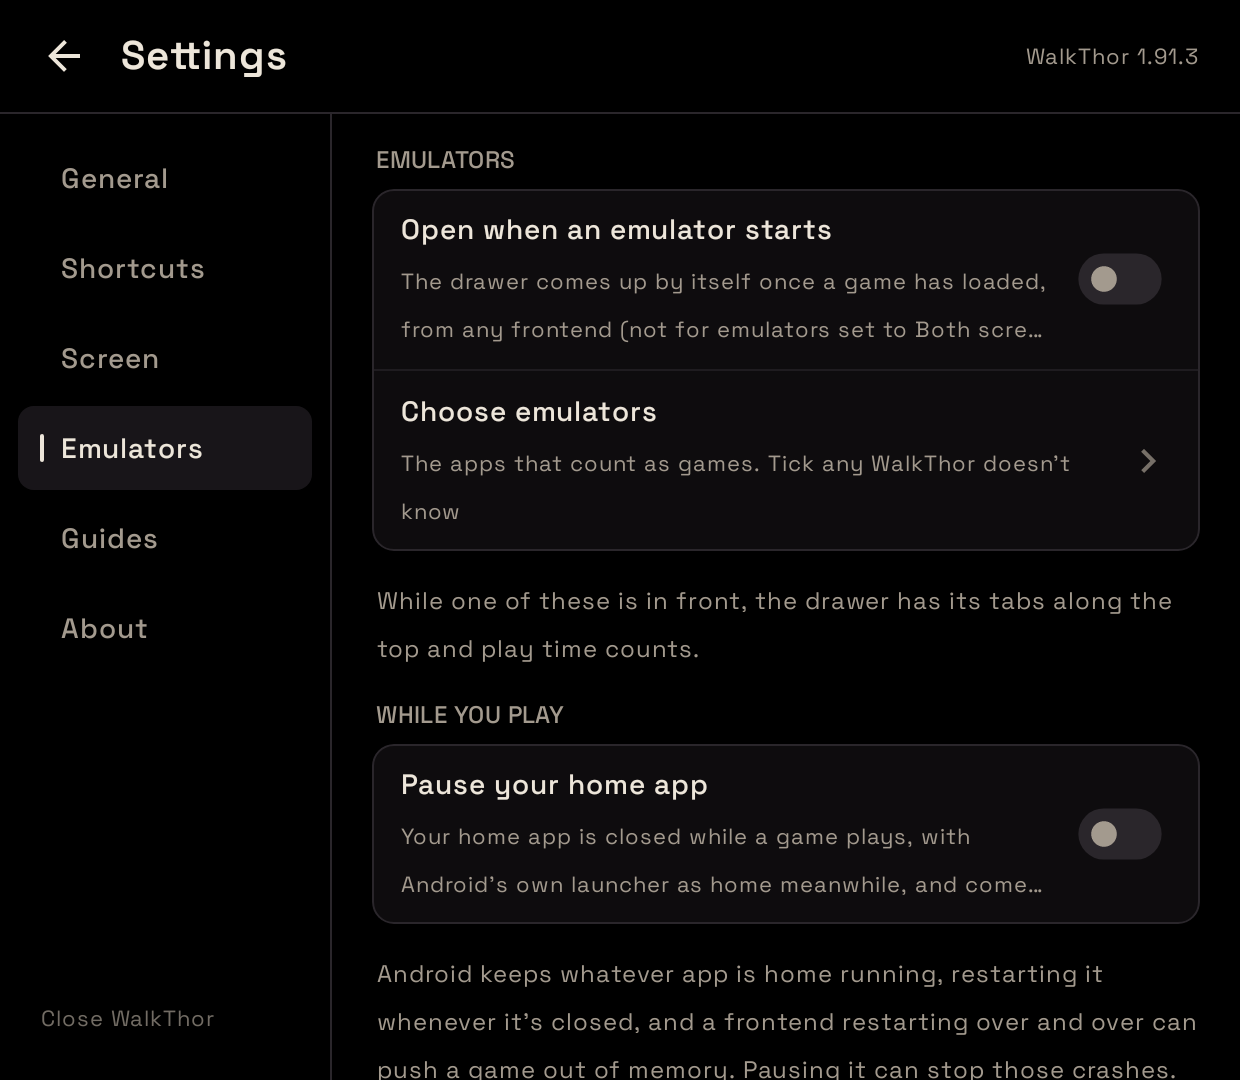 Settings
WalkThor 1.91.3
General
Shortcuts
Screen
Emulators
Guides
About
Close WalkThor
EMULATORS
Open when an emulator starts
The drawer comes up by itself once a game has loaded,
from any frontend (not for emulators set to Both scre…
Choose emulators
The apps that count as games. Tick any WalkThor doesn’t
know
While one of these is in front, the drawer has its tabs along the
top and play time counts.
WHILE YOU PLAY
Pause your home app
Your home app is closed while a game plays, with
Android’s own launcher as home meanwhile, and come…
Android keeps whatever app is home running, restarting it
whenever it’s closed, and a frontend restarting over and over can
push a game out of memory. Pausing it can stop those crashes.